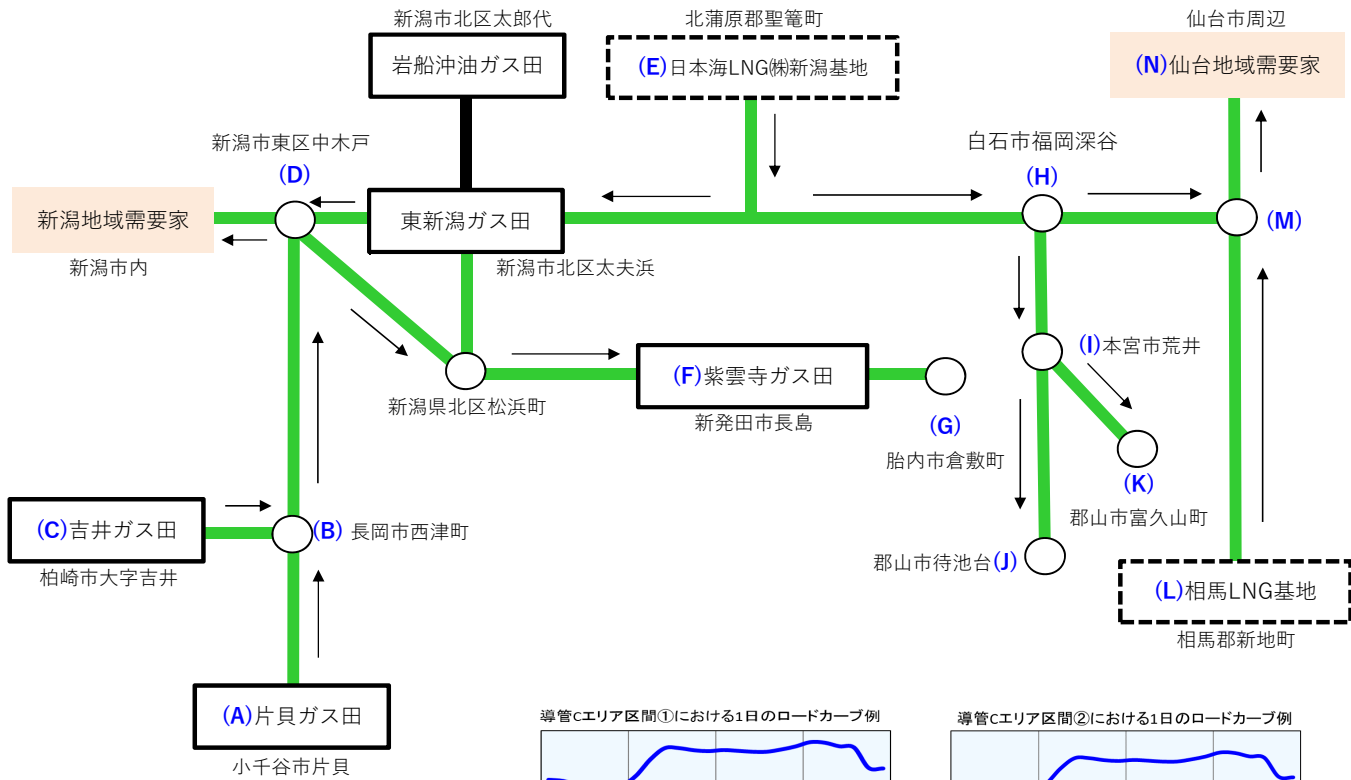 新潟市北区太郎代
北蒲原郡聖篭町
仙台市周辺
岩船沖油ガス田
(E)日本海LNG㈱新潟基地
(N)仙台地域需要家
新潟市東区中木戸
白石市福岡深谷
(D)
(H)
新潟地域需要家
東新潟ガス田
(M)
新潟市内
新潟市北区太夫浜
(I)本宮市荒井
(F)紫雲寺ガス田
新潟県北区松浜町
新発田市長島
(G)
胎内市倉敷町
(K)
郡山市富久山町
(C)吉井ガス田
(B)長岡市西津町
郡山市待池台(J)
柏崎市大字吉井
(L)相馬LNG基地
相馬郡新地町
(A)片貝ガス田
小千谷市片貝
導管Cエリア区間①における1日のロードカーブ例
導管Cエリア区間②における1日のロードカーブ例